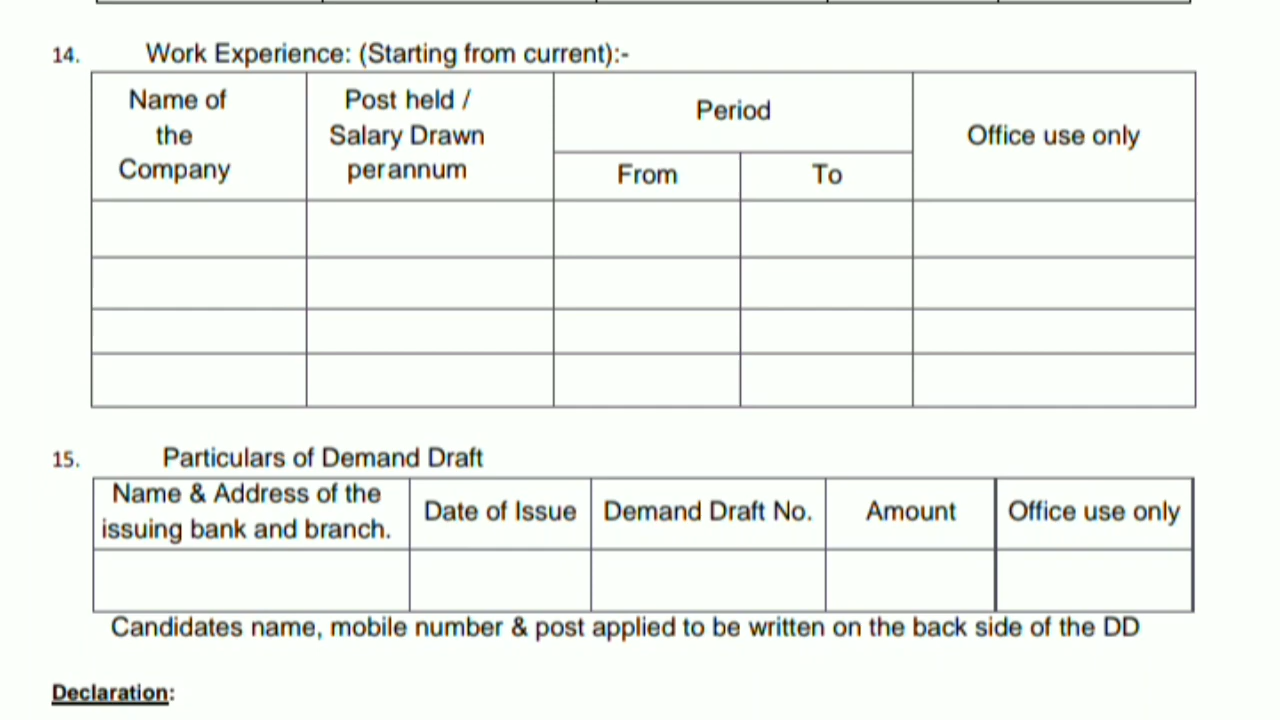 14. Work Experience: (Starting from current):-
Name of
the
Company
Post held /
Salary Drawn
perannum
Period
From
To
Office use only
15. Particulars of Demand Draft
Name & Address of the
issuing bank and branch.
Date of Issue
Demand Draft No.
Amount
Office use only
Candidates name, mobile number & post applied to be written on the back side of the DD
Declaration: